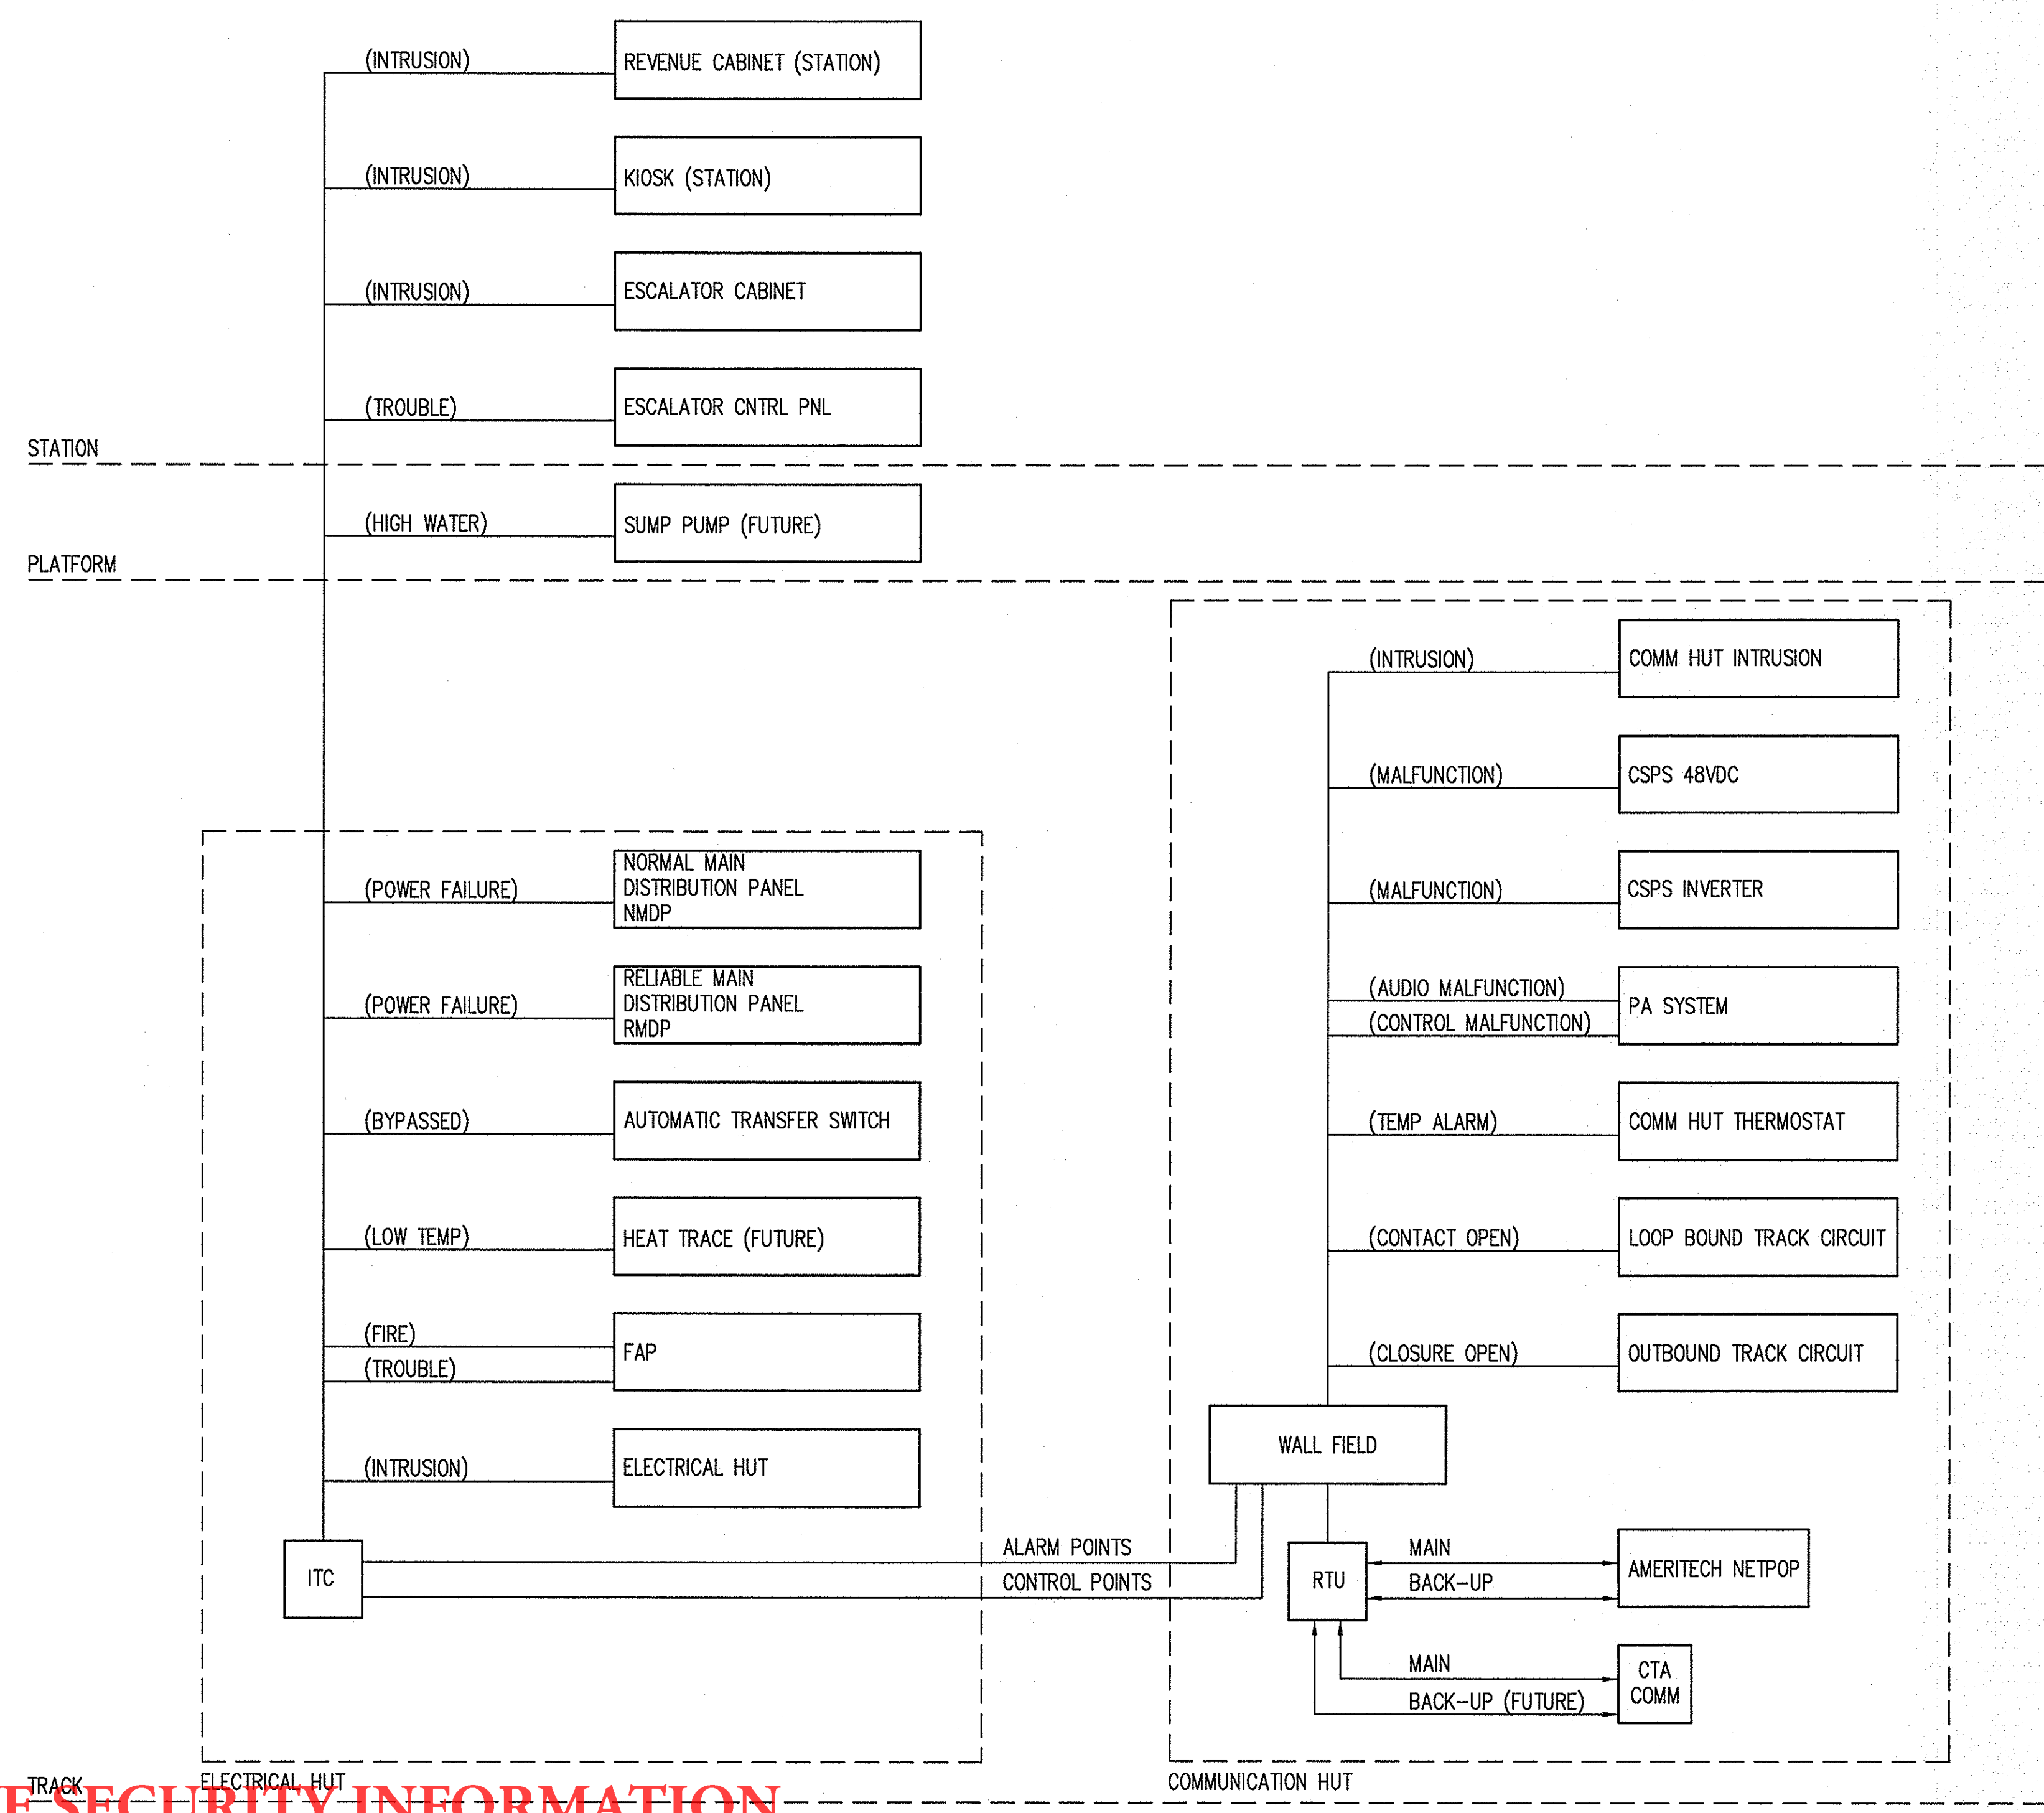 (INTRUSION)
REVENUE CABINET (STATION)
(INTRUSION)
KIOSK (STATION)
(INTRUSION)
ESCALATOR CABINET
(TROUBLE)
ESCALATOR CNTRL PNL
STATION
(HIGH WATER)
SUMP PUMP (FUTURE)
PLATFORM
(POWER FAILURE)
NORMAL MAIN
DISTRIBUTION PANEL
NMDP
(POWER FAILURE)
RELIABLE MAIN
DISTRIBUTION PANEL
RMDP
(BYPASSED)
AUTOMATIC TRANSFER SWITCH
(LOW TEMP)
HEAT TRACE (FUTURE)
(FIRE)
(TROUBLE)
FAP
(INTRUSION)
ELECTRICAL HUT
ITC
ALARM POINTS
CONTROL POINTS
(INTRUSION)
COMM HUT INTRUSION
(MALFUNCTION)
CSPS 48VDC
(MALFUNCTION)
CSPS INVERTER
(AUDIO MALFUNCTION)
(CONTROL MALFUNCTION)
PA SYSTEM
(TEMP ALARM)
COMM HUT THERMOSTAT
(CONTACT OPEN)
LOOP BOUND TRACK CIRCUIT
(CLOSURE OPEN)
OUTBOUND TRACK CIRCUIT
WALL FIELD
RTU
MAIN
BACK-UP
AMERITECH NETPOP
MAIN
BACK-UP (FUTURE)
CTA
COMM
TRACK
ELECTRICAL HUT
COMMUNICATION HUT
SECURITY INFORMATION